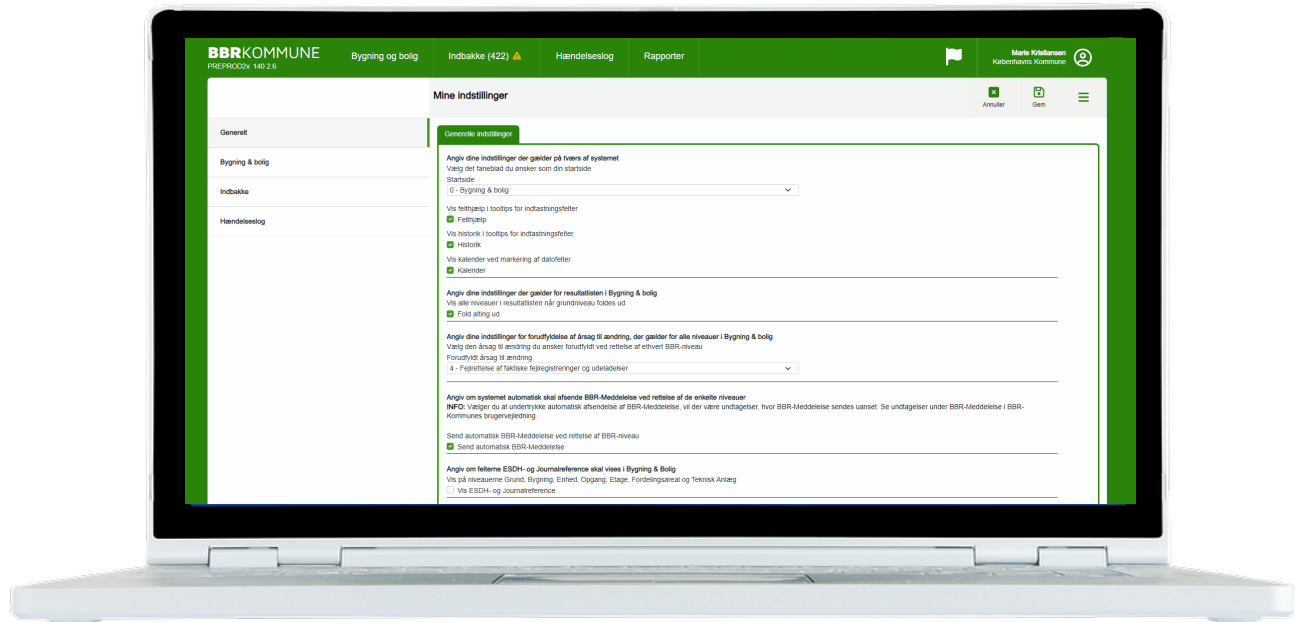 BBRKOMMUNE
PREPROD2v. 140 2.6
Bygning og bolig
Indbakke (422)
Hændelseslog
Rapporter
Marie Kristiansen
Københavns Kommune
Mine indstillinger
Annuller
Gem
Generelt
Bygning & bolig
Indbakke
Hændelseslog
Generelle indstillinger
Angiv dine indstillinger der gælder på tværs af systemet
Vælg det faneblad du ønsker som din startside
Startside
0 - Bygning & bolig
Vis felthjælp i tooltips for indtastningsfelter
Felthjælp
Vis historik i tooltips for indtastningsfelter
Historik
Vis kalender ved markering af datofelter
Kalender
Angiv dine indstillinger der gælder for resultatlisten i Bygning & bolig
Vis alle niveauer i resultatlisten når grundniveau foldes ud
Fold alting ud
Angiv dine indstillinger for forudfyldelse af årsag til ændring, der gælder for alle niveauer i Bygning & bolig
Vælg den årsag til ændring du ønsker forudfyldt ved rettelse af ethvert BBR-niveau
Forudfyldt årsag til ændring
4 - Fejlrettelse af faktiske fejlregistreringer og udeladelser
Angiv om systemet automatisk skal afsende BBR-Meddelelse ved rettelse af de enkelte niveauer
INFO: Vælger du at undertrykke automatisk afsendelse af BBR-Meddelelse, vil der være undtagelser, hvor BBR-Meddelelse sendes uanset. Se undtagelser under BBR-Meddelelse i BBR-
Kommunes brugervejledning.
Send automatisk BBR-Meddelelse ved rettelse af BBR-niveau
Send automatisk BBR-Meddelelse
Angiv om felterne ESDH- og Journalreference skal vises i Bygning & Bolig
Vis på niveauerne Grund, Bygning, Enhed, Opgang, Etage, Fordelingsareal og Teknisk Anlæg
Vis ESDH- og Journalreference